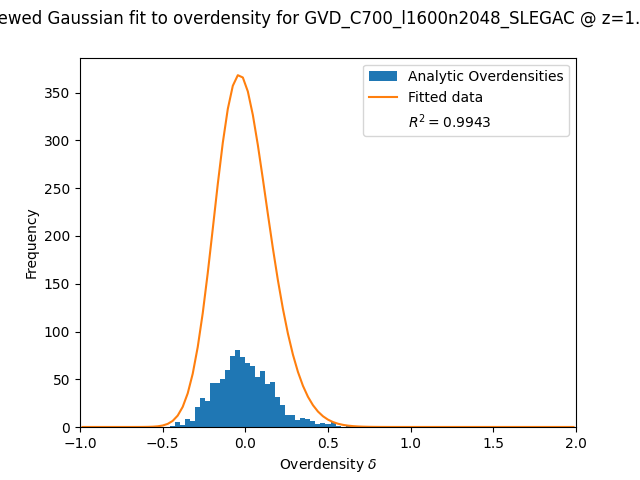 ewed Gaussian fit to overdensity for GVD_C700_l1600n2048_SLEGAC @ z=1.
Analytic Overdensities
Fitted data
R² = 0.9943
Frequency
350
300
250
200
150
100
50
0
−1.0 −0.5 0.0 0.5 1.0 1.5 2.0
Overdensity δ